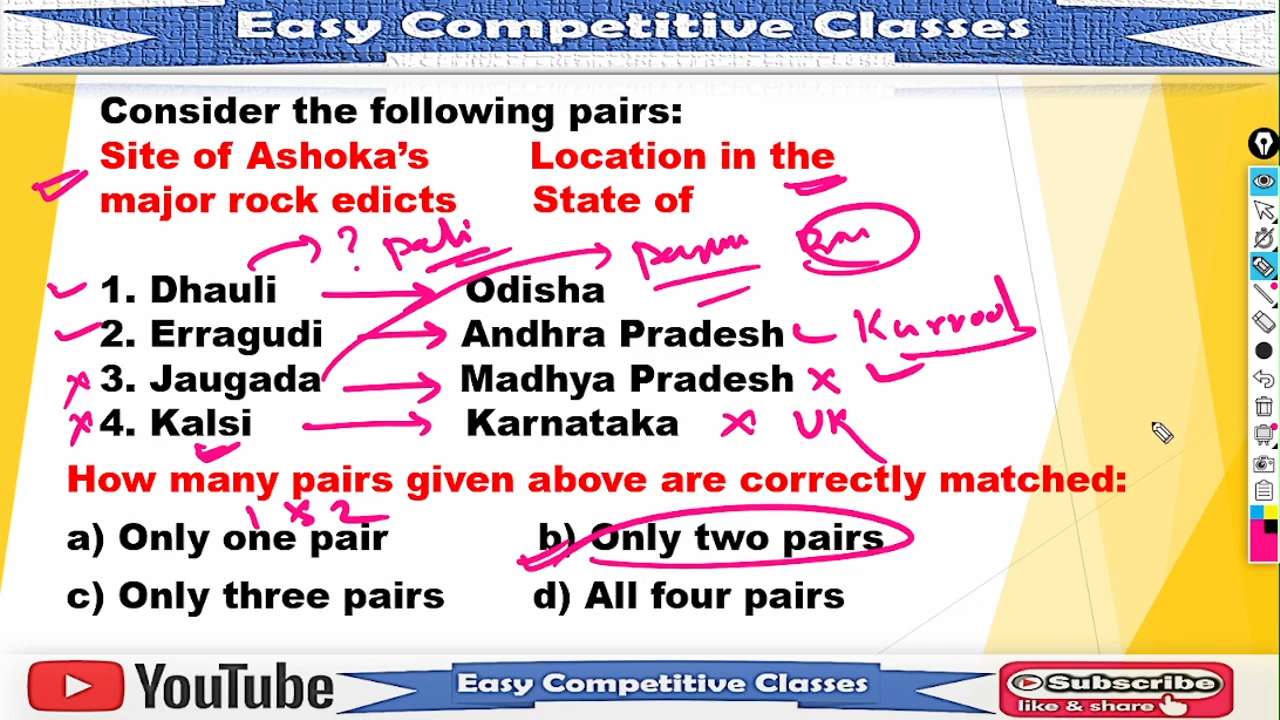 Easy Competitive Classes
Consider the following pairs:
Site of Ashoka's Location in the
major rock edicts State of
? pali
1. Dhauli Odisha
2. Erragudi Andhra Pradesh
3. Jaugada Madhya Pradesh
4. Kalsi Karnataka UK
How many pairs given above are correctly matched:
a) Only one pair b) Only two pairs
c) Only three pairs d) All four pairs
YouTube Easy Competitive Classes Subscribe
like & share